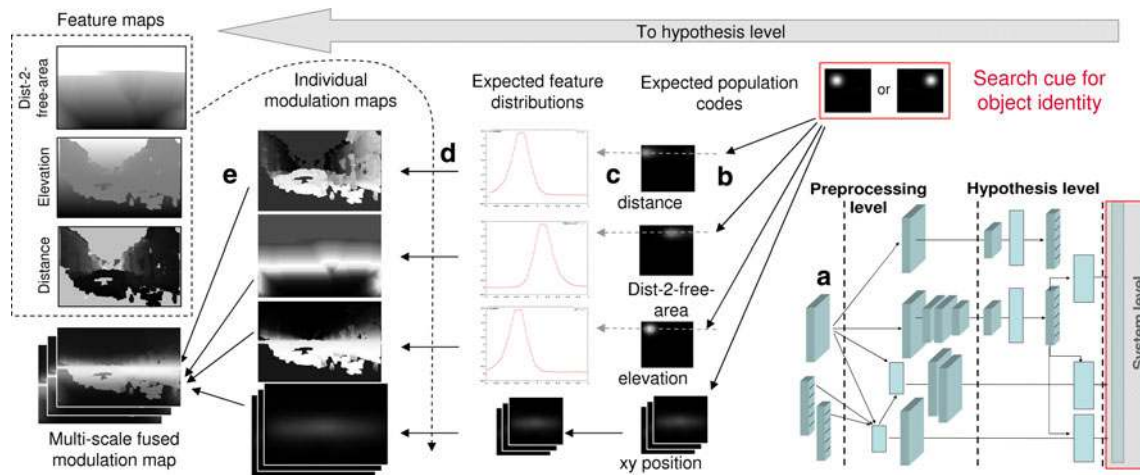 Feature maps
To hypothesis level
Dist-2-
free-area
Elevation
Distance
Individual
modulation maps
Expected feature
distributions
Expected population
codes
or
Search cue for
object identity
e
d
c
b
distance
Dist-2-free-
area
elevation
xy position
Multi-scale fused
modulation map
Preprocessing
level
Hypothesis level
a
System level